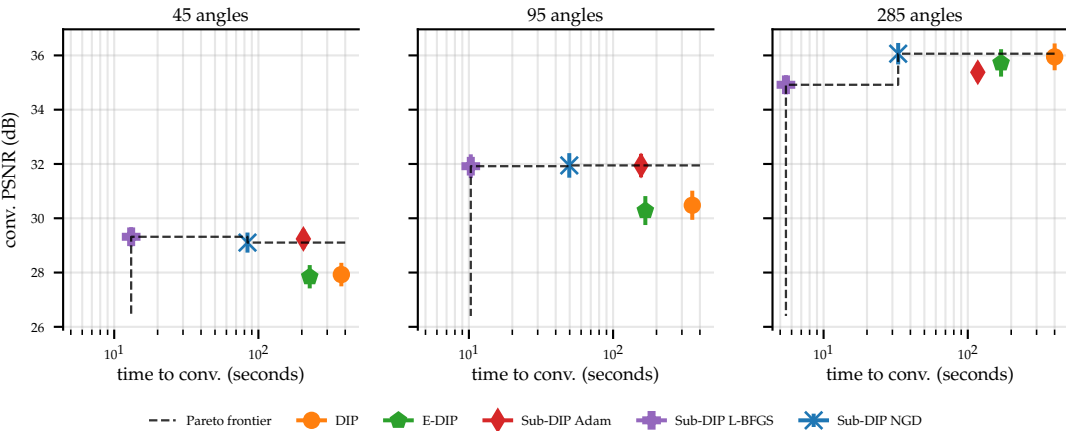 45 angles
95 angles
285 angles
conv. PSNR (dB)
36
34
32
30
28
26
10¹
10²
10¹
10²
10¹
10²
time to conv. (seconds)
time to conv. (seconds)
time to conv. (seconds)
Pareto frontier
DIP
E-DIP
Sub-DIP Adam
Sub-DIP L-BFGS
Sub-DIP NGD